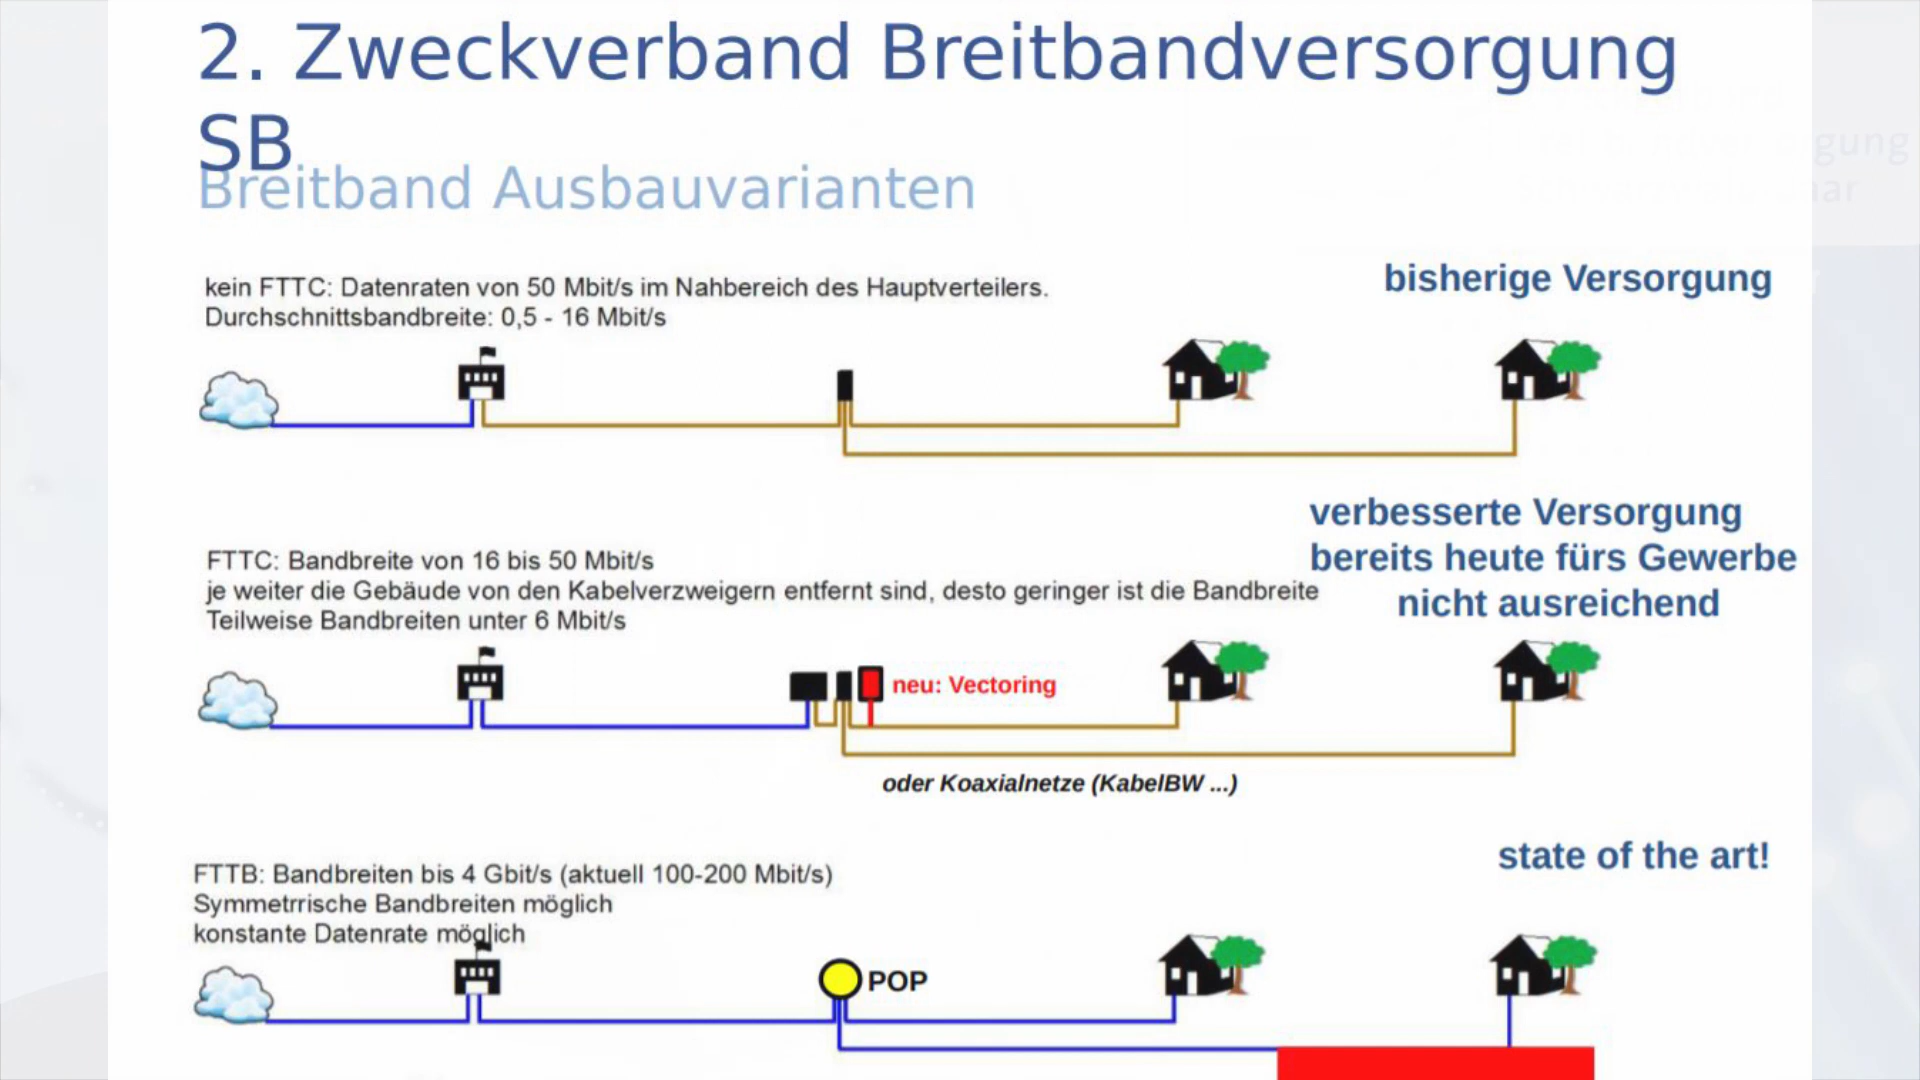 2. Zweckverband Breitbandversorgung
SB
Breitband Ausbauvarianten
bisherige Versorgung
kein FTTC: Datenraten von 50 Mbit/s im Nahbereich des Hauptverteilers.
Durchschnittsbandbreite: 0,5 - 16 Mbit/s
verbesserte Versorgung
bereits heute fürs Gewerbe
nicht ausreichend
FTTC: Bandbreite von 16 bis 50 Mbit/s
je weiter die Gebäude von den Kabelverzweigern entfernt sind, desto geringer ist die Bandbreite
Teilweise Bandbreiten unter 6 Mbit/s
neu: Vectoring
oder Koaxialnetze (KabelBW ...)
state of the art!
FTTB: Bandbreiten bis 4 Gbit/s (aktuell 100-200 Mbit/s)
Symmetrrische Bandbreiten möglich
konstante Datenrate möglich
POP